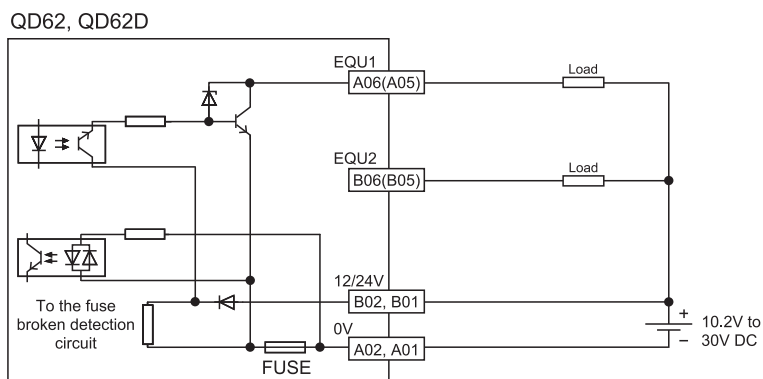 QD62, QD62D
EQU1
A06(A05)
Load
EQU2
B06(B05)
Load
12/24V
B02, B01
To the fuse
broken detection
circuit
0V
A02, A01
FUSE
+
10.2V to
30V DC
−